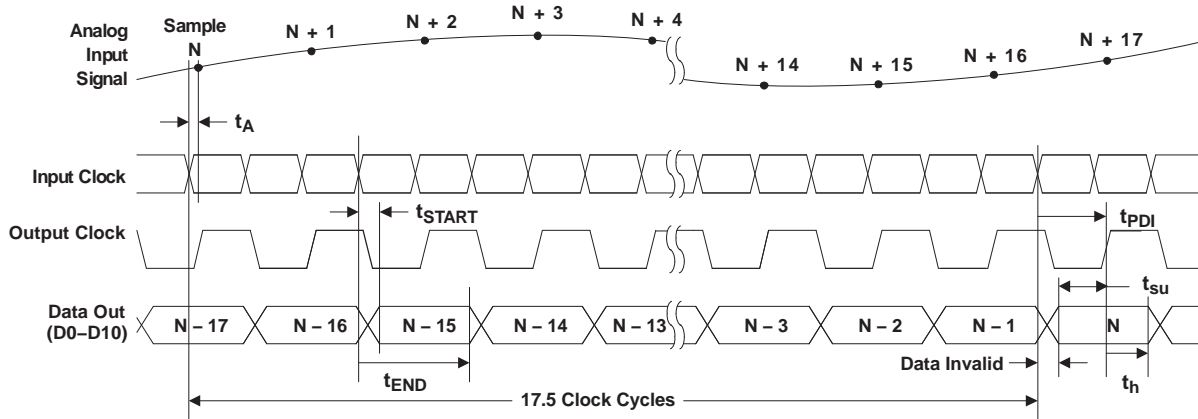 Analog
Input
Signal
Sample
N
N + 1
N + 2
N + 3
N + 4
N + 14
N + 15
N + 16
N + 17
tA
Input Clock
tSTART
tPDI
Output Clock
tsu
Data Out
(D0–D10)
N – 17
N – 16
N – 15
N – 14
N – 13
N – 3
N – 2
N – 1
N
tEND
Data Invalid
th
17.5 Clock Cycles